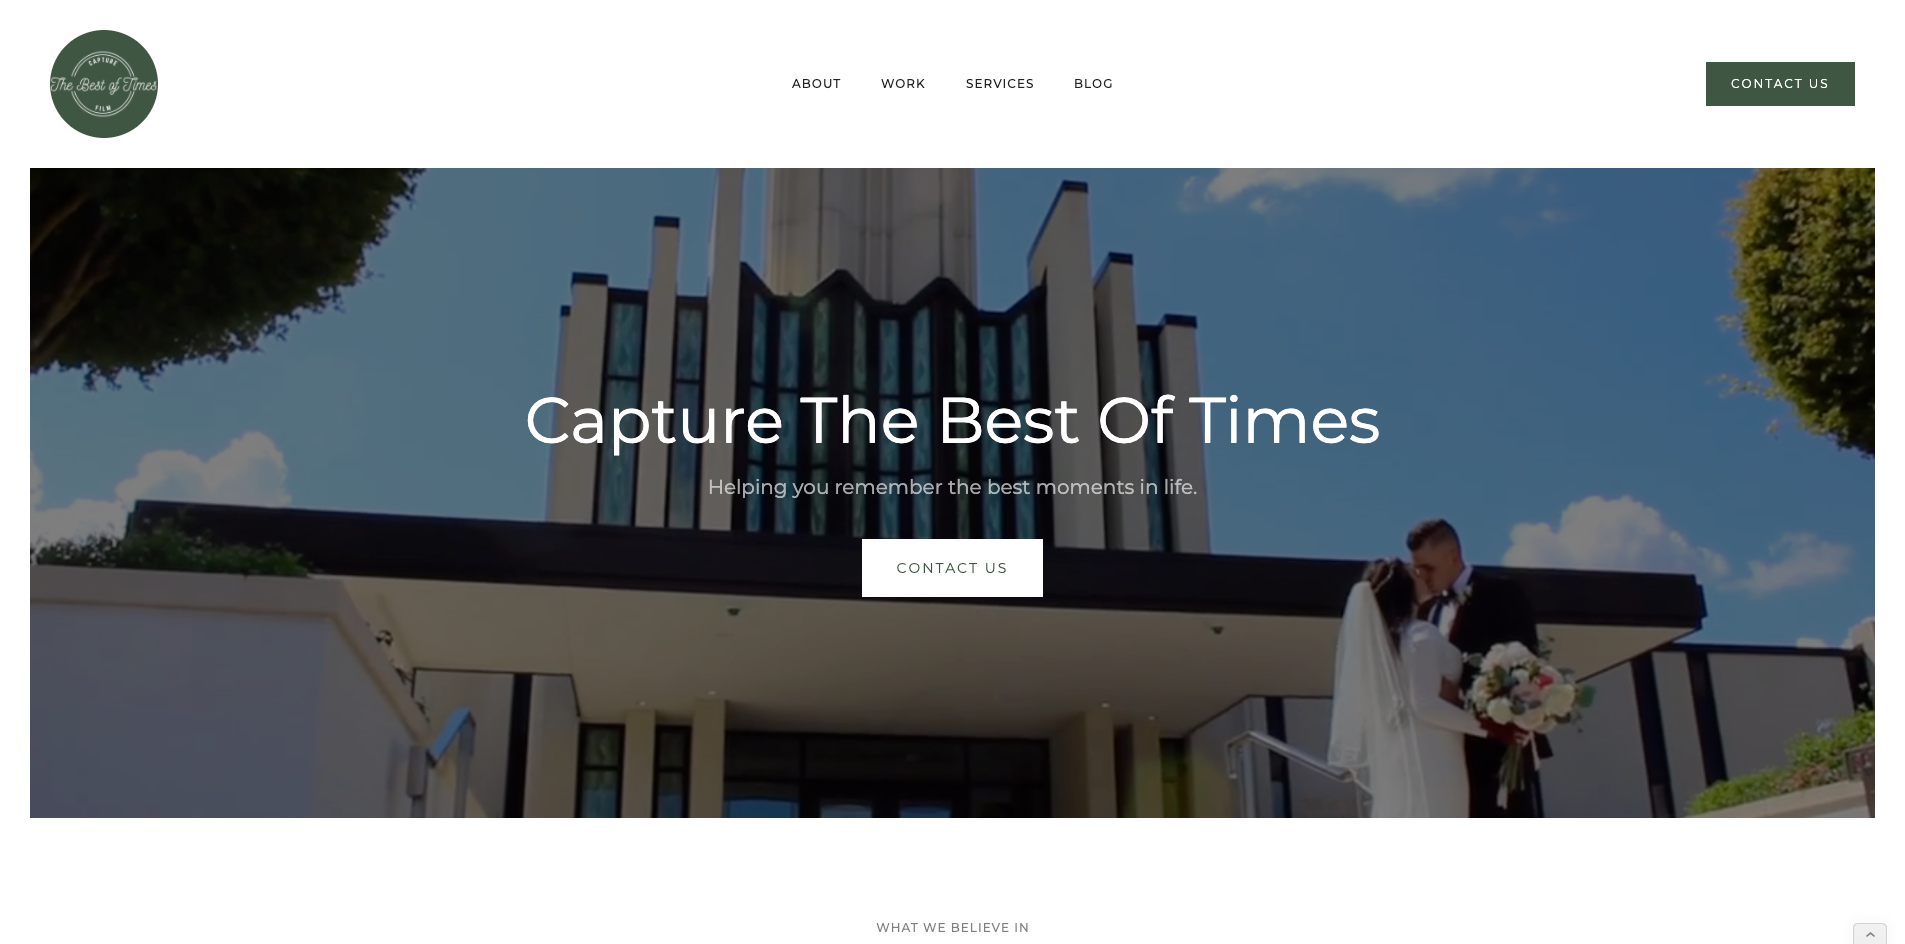 CAPTURE
The Best of Times
FILM
ABOUT WORK SERVICES BLOG
CONTACT US
Capture The Best Of Times
Helping you remember the best moments in life.
CONTACT US
WHAT WE BELIEVE IN